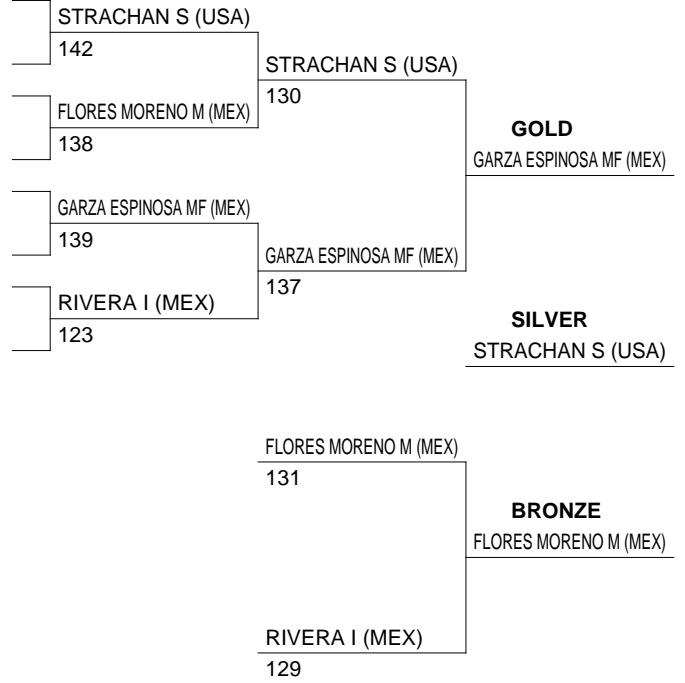 STRACHAN S (USA)
142
STRACHAN S (USA)
130
FLORES MORENO M (MEX)
138
GOLD
GARZA ESPINOSA MF (MEX)
GARZA ESPINOSA MF (MEX)
139
GARZA ESPINOSA MF (MEX)
137
RIVERA I (MEX)
123
SILVER
STRACHAN S (USA)
FLORES MORENO M (MEX)
131
BRONZE
FLORES MORENO M (MEX)
RIVERA I (MEX)
129